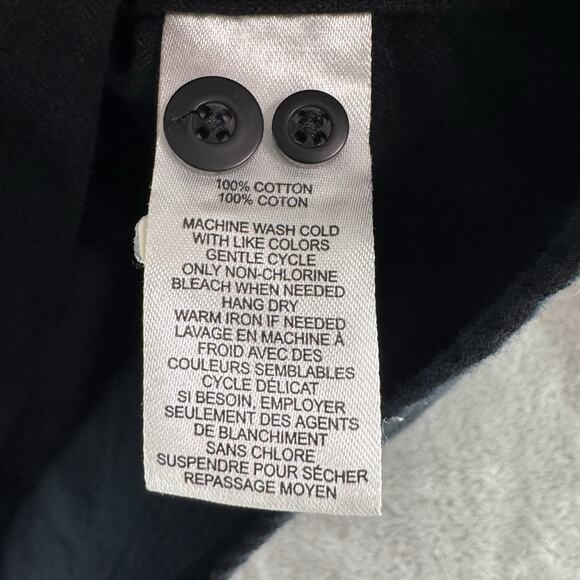 100% COTTON
100% COTON
MACHINE WASH COLD
WITH LIKE COLORS
GENTLE CYCLE
ONLY NON-CHLORINE
BLEACH WHEN NEEDED
HANG DRY
WARM IRON IF NEEDED
LAVAGE EN MACHINE À
FROID AVEC DES
COULEURS SEMBLABLES
CYCLE DÉLICAT
SI BESOIN, EMPLOYER
SEULEMENT DES AGENTS
DE BLANCHIMENT
SANS CHLORE
SUSPENDRE POUR SÉCHER
REPASSAGE MOYEN